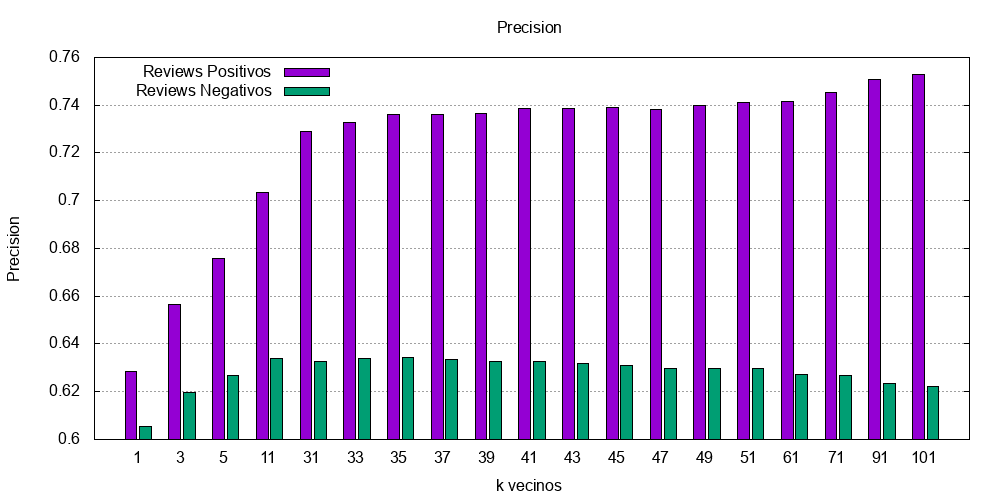 Precision
0.76
0.74
0.72
0.7
0.68
0.66
0.64
0.62
0.6
Precision
Reviews Positivos
Reviews Negativos
1 3 5 11 31 33 35 37 39 41 43 45 47 49 51 61 71 91 101
k vecinos